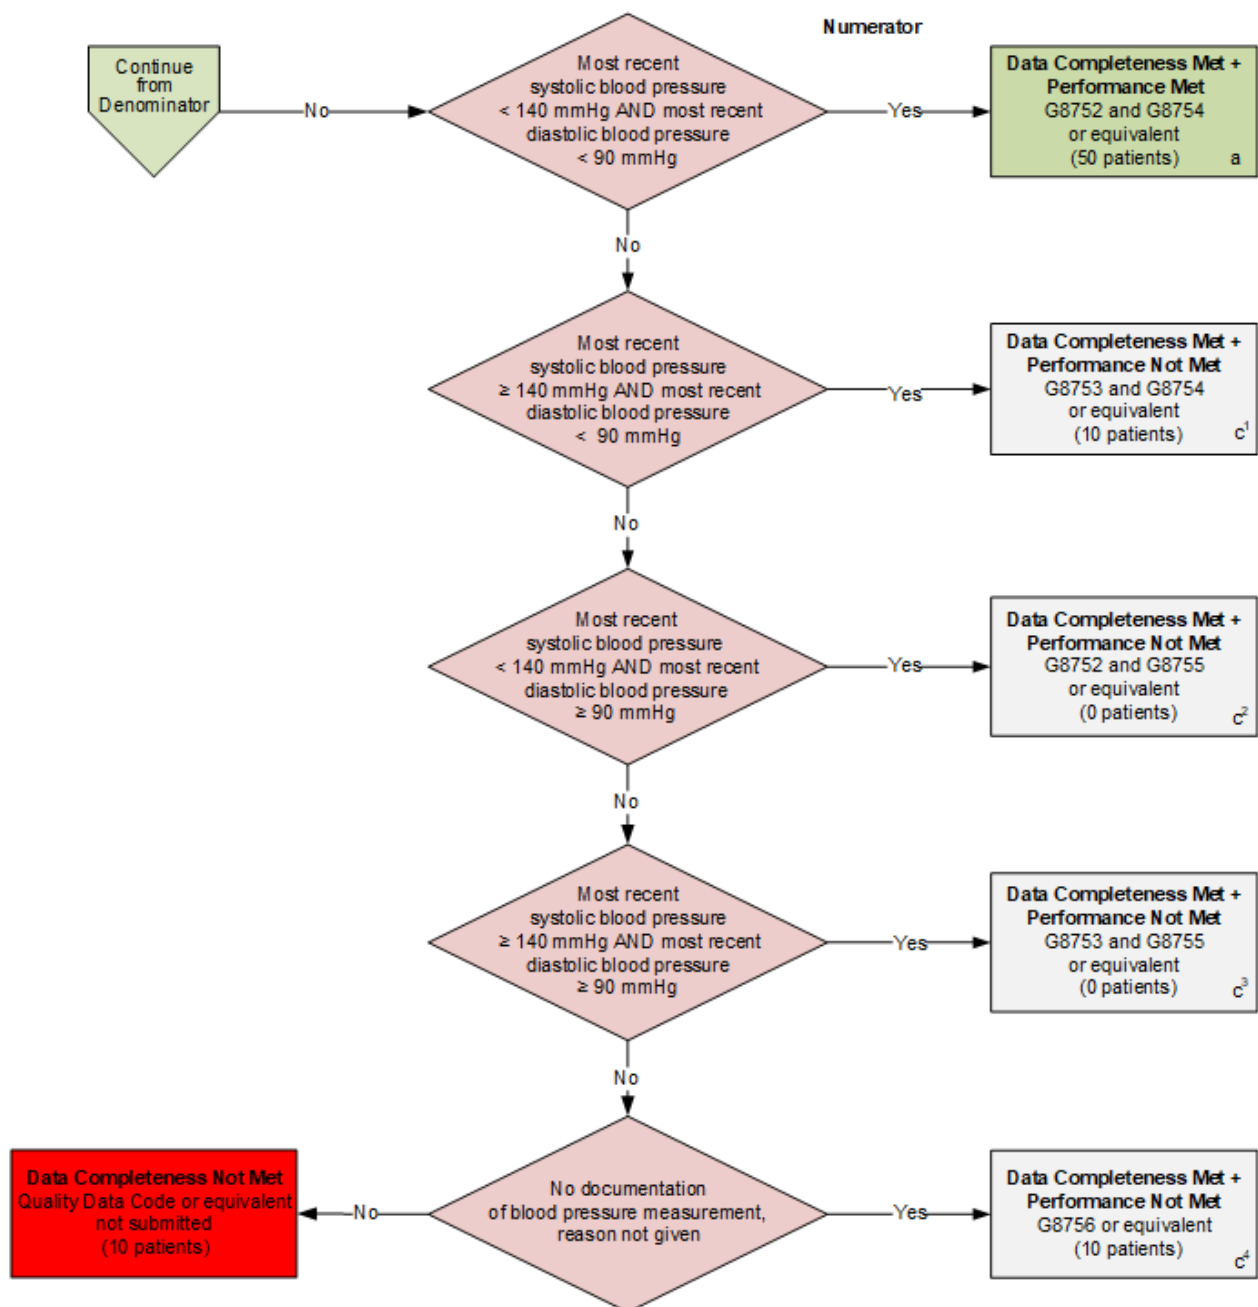 Numerator
Continue
from
Denominator
No
Most recent
systolic blood pressure
< 140 mmHg AND most recent
diastolic blood pressure
< 90 mmHg
Yes
Data Completeness Met +
Performance Met
G8752 and G8754
or equivalent
(50 patients) a
No
Most recent
systolic blood pressure
≥ 140 mmHg AND most recent
diastolic blood pressure
< 90 mmHg
Yes
Data Completeness Met +
Performance Not Met
G8753 and G8754
or equivalent
(10 patients) c¹
No
Most recent
systolic blood pressure
< 140 mmHg AND most recent
diastolic blood pressure
≥ 90 mmHg
Yes
Data Completeness Met +
Performance Not Met
G8752 and G8755
or equivalent
(0 patients) c²
No
Most recent
systolic blood pressure
≥ 140 mmHg AND most recent
diastolic blood pressure
≥ 90 mmHg
Yes
Data Completeness Met +
Performance Not Met
G8753 and G8755
or equivalent
(0 patients) c³
No
No documentation
of blood pressure measurement,
reason not given
Yes
Data Completeness Met +
Performance Not Met
G8756 or equivalent
(10 patients) c⁴
No
Data Completeness Not Met
Quality Data Code or equivalent
not submitted
(10 patients)